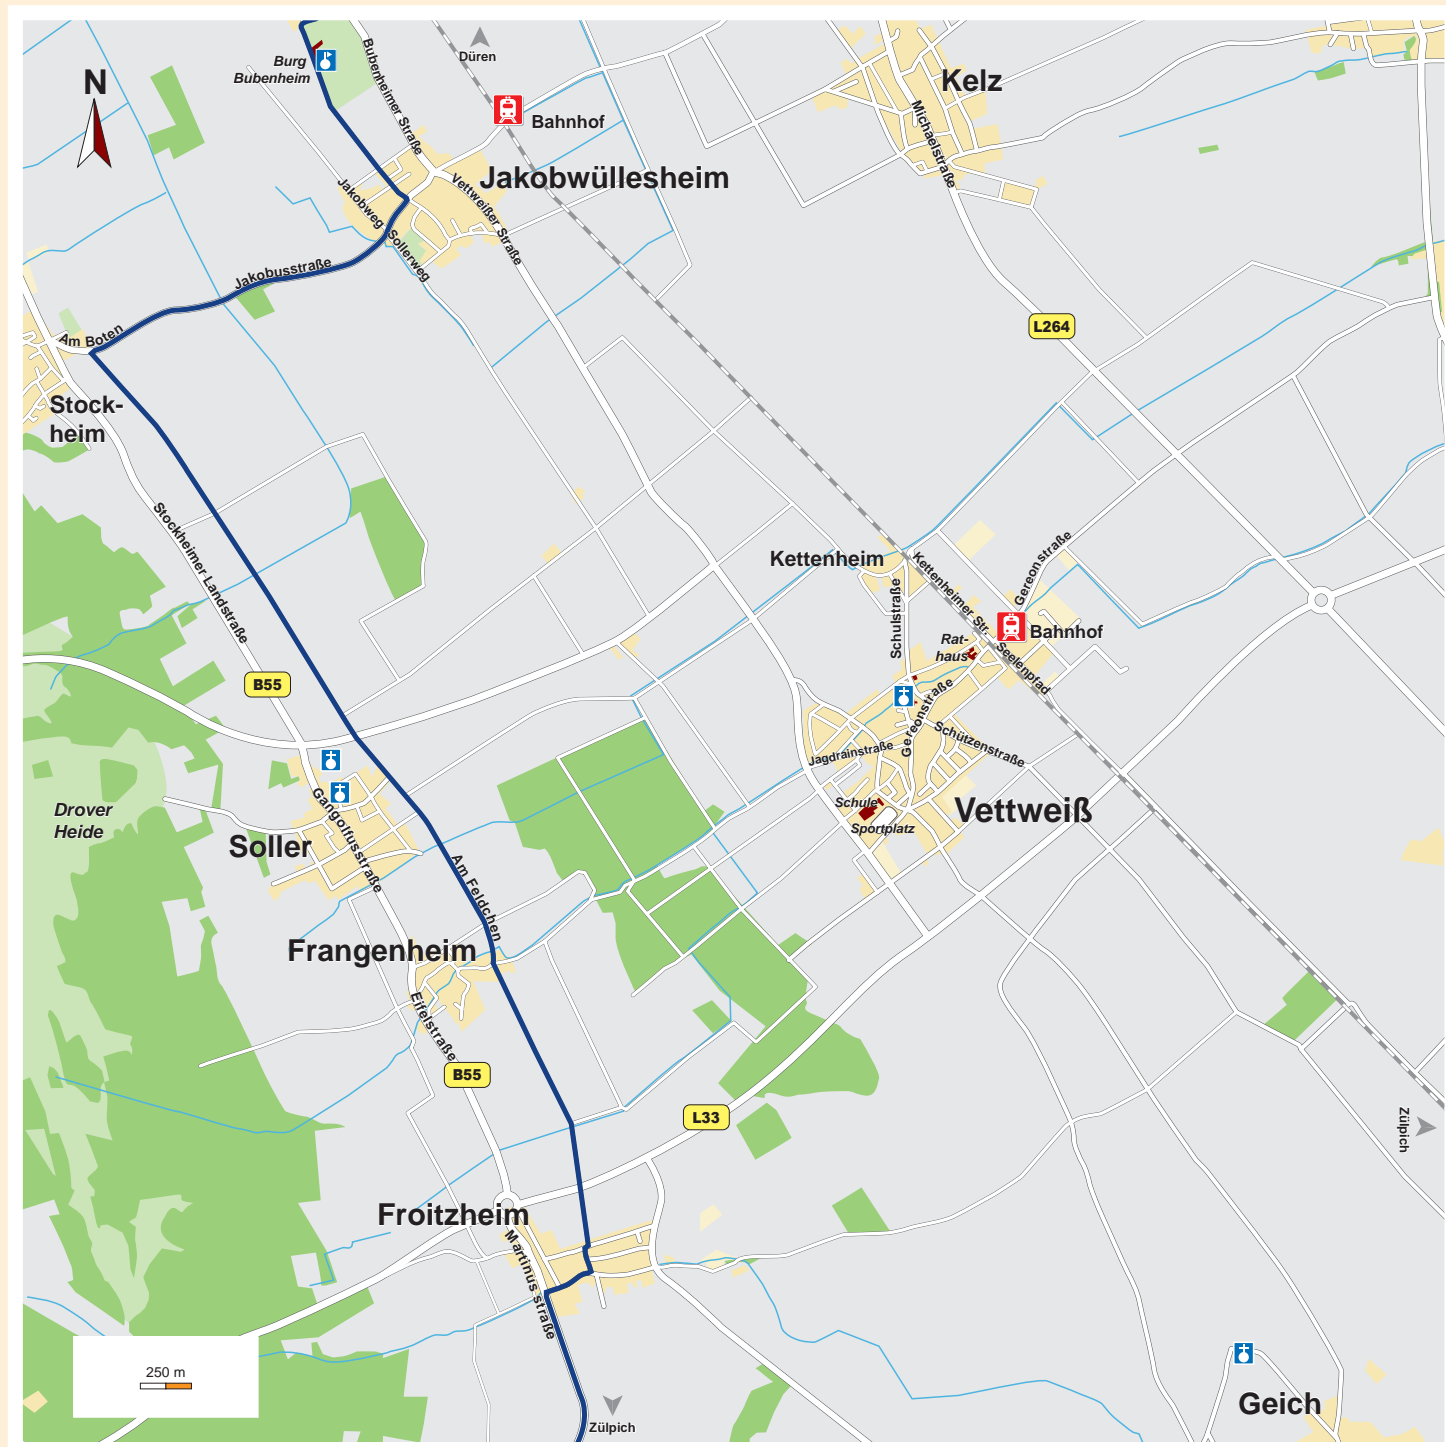 Düren
Burg
Bubenheim
Bubenheimer Straße
N
Kelz
Bahnhof
Michaelstraße
Jakobwüllesheim
Vettweißer Straße
Jakobweg
Sollerweg
Jakobusstraße
Am Boten
L264
Stock-
heim
Stockheimer Landstraße
Kettenheim
Gereonstraße
Kettenheimer Str.
Schulstraße
Bahnhof
Rat-
haus
Seelenpfad
B55
Gereonstraße
Schützenstraße
Jagdrainstraße
Drover
Heide
Gangolfusstraße
Schule
Sportplatz
Vettweiß
Soller
Am Feldchen
Frangenheim
Eifelstraße
B55
L33
Zülpich
Froitzheim
Martinusstraße
250 m
Geich
Zülpich